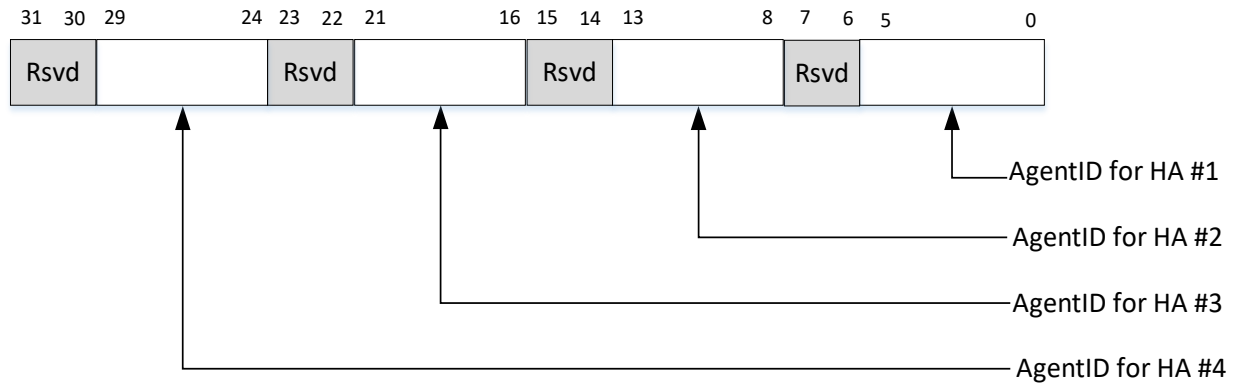 31 30 29 24 23 22 21 16 15 14 13 8 7 6 5 0
Rsvd Rsvd Rsvd Rsvd
AgentID for HA #1
AgentID for HA #2
AgentID for HA #3
AgentID for HA #4